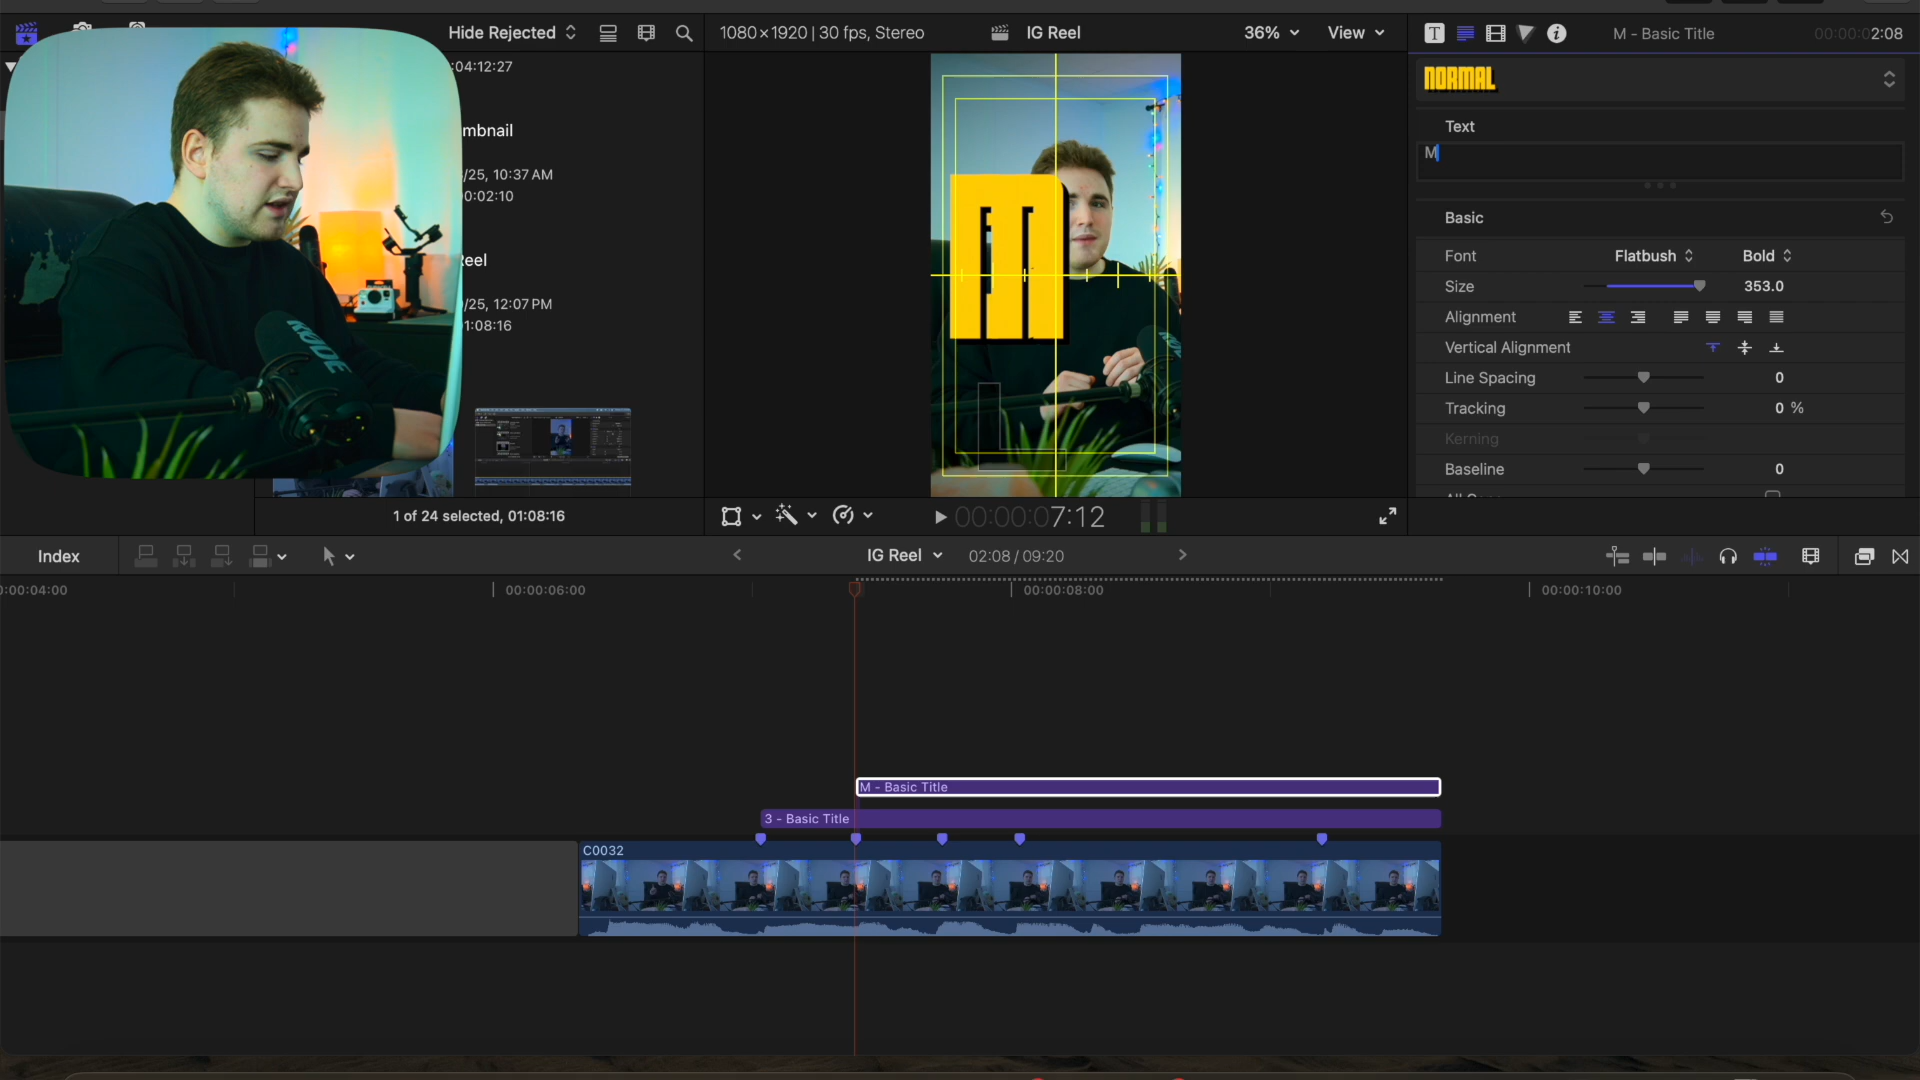 Hide Rejected
1080×1920 | 30 fps, Stereo
IG Reel
36%
View
M - Basic Title
00:00:02:08
:04:12:27
mbnail
/25, 10:37 AM
0:02:10
Reel
/25, 12:07 PM
1:08:16
RØDE
1 of 24 selected, 01:08:16
00:00:07:12
NORMAL
Text
M
Basic
Font
Flatbush
Bold
Size
353.0
Alignment
Vertical Alignment
Line Spacing
0
Tracking
0 %
Kerning
Baseline
0
Index
IG Reel
02:08 / 09:20
0:00:04:00
00:00:06:00
00:00:08:00
00:00:10:00
M - Basic Title
3 - Basic Title
C0032